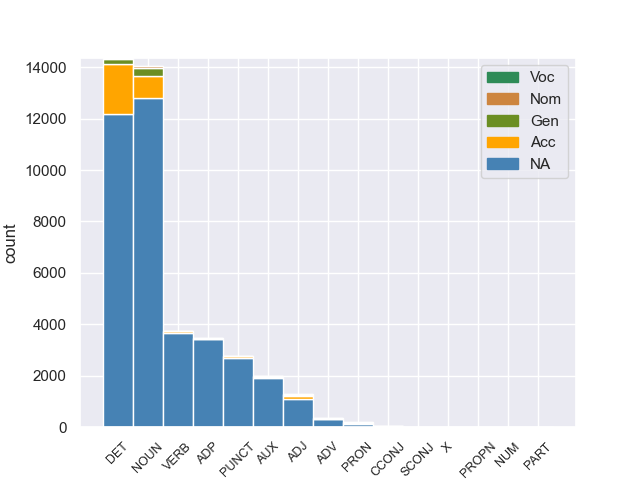 14000
12000
10000
8000
6000
4000
2000
0
count
Voc
Nom
Gen
Acc
NA
DET
NOUN
VERB
ADP
PUNCT
AUX
ADJ
ADV
PRON
CCONJ
SCONJ
X
PROPN
NUM
PART